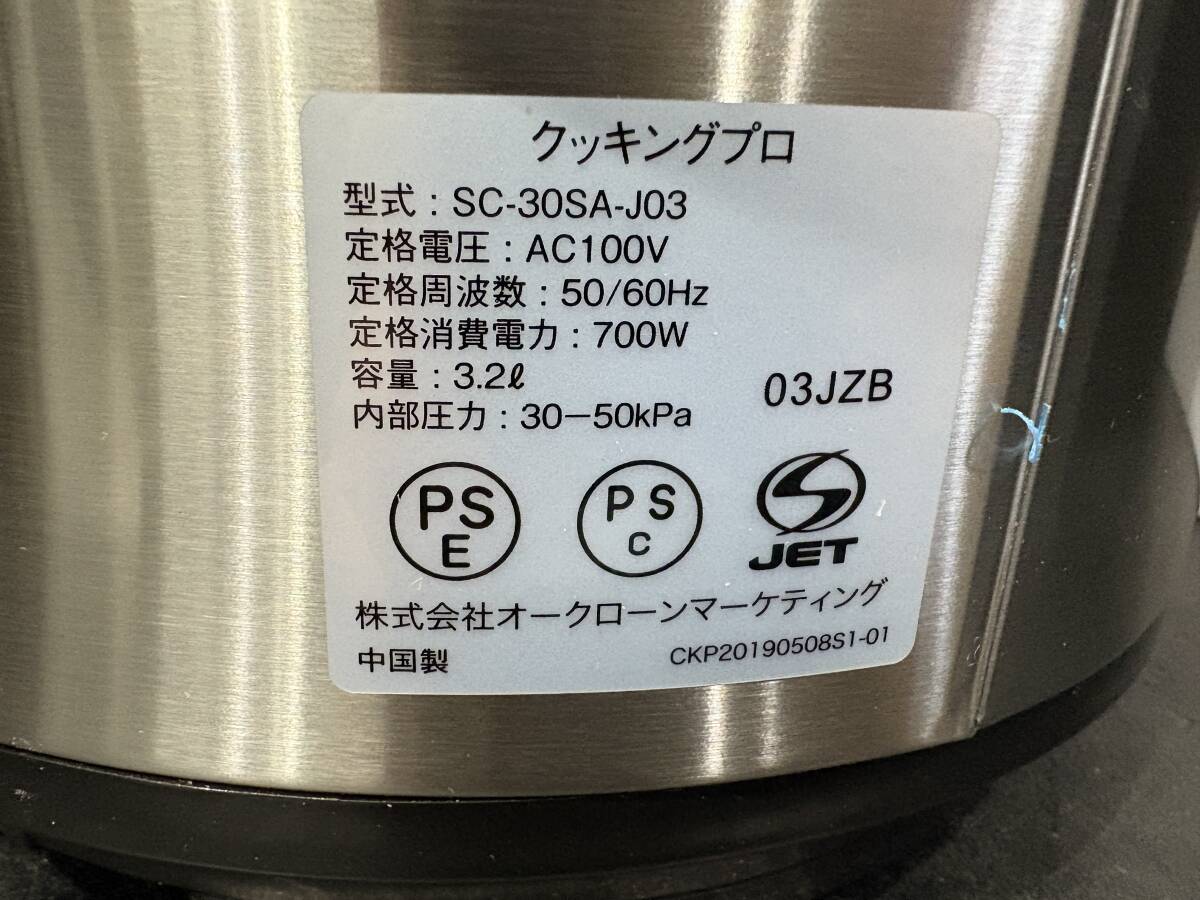 クッキングプロ
型式 : SC-30SA-J03
定格電圧 : AC100V
定格周波数 : 50/60Hz
定格消費電力 : 700W
容量 : 3.2ℓ
内部圧力 : 30−50kPa
03JZB
PS
E
PS
C
JET
株式会社オークローンマーケティング
中国製
CKP20190508S1-01